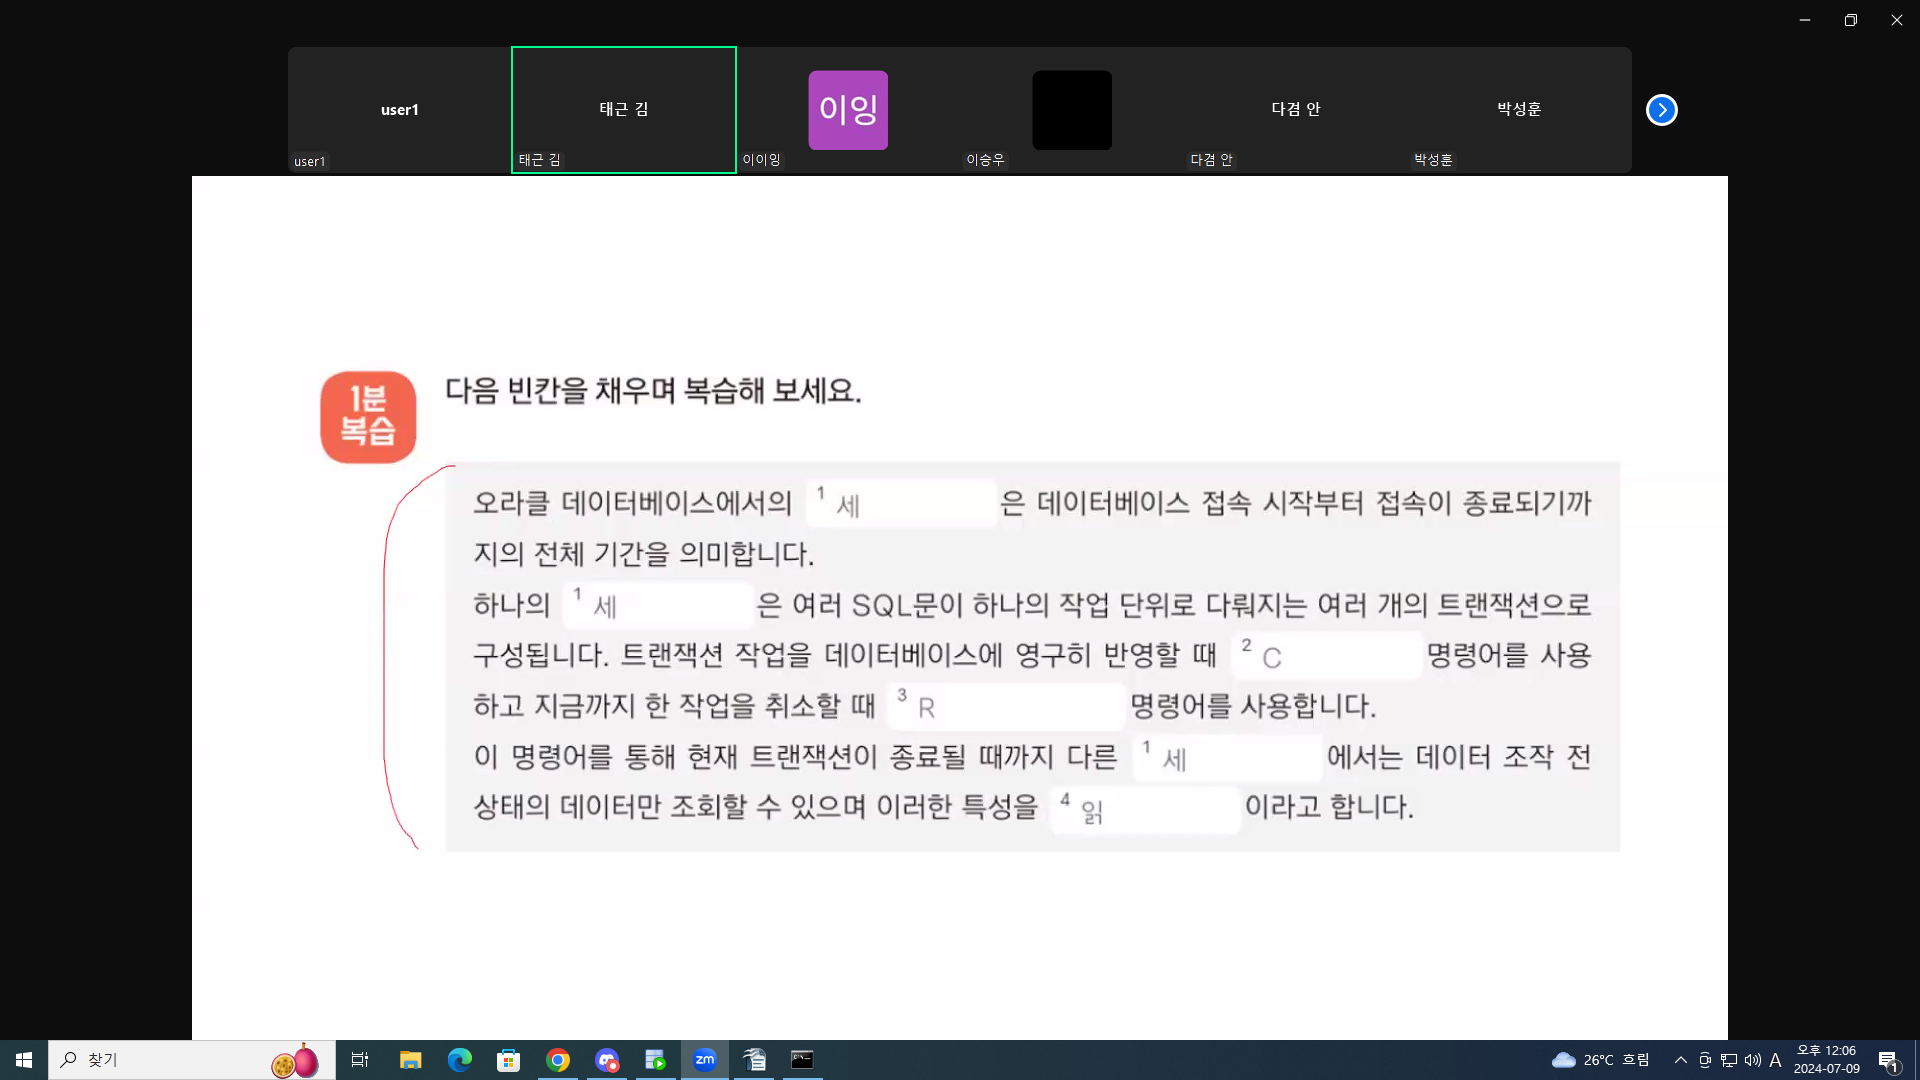 user1
태근 김
이잉
다겸 안
박성훈
user1
태근 김
이이잉
이승우
다겸 안
박성훈
1분
복습
다음 빈칸을 채우며 복습해 보세요.
오라클 데이터베이스에서의 1 세 은 데이터베이스 접속 시작부터 접속이 종료되기까
지의 전체 기간을 의미합니다.
하나의 1 세 은 여러 SQL문이 하나의 작업 단위로 다뤄지는 여러 개의 트랜잭션으로
구성됩니다. 트랜잭션 작업을 데이터베이스에 영구히 반영할 때 2 C 명령어를 사용
하고 지금까지 한 작업을 취소할 때 3 R 명령어를 사용합니다.
이 명령어를 통해 현재 트랜잭션이 종료될 때까지 다른 1 세 에서는 데이터 조작 전
상태의 데이터만 조회할 수 있으며 이러한 특성을 4 읽 이라고 합니다.
찾기
zm
26°C 흐림
A
오후 12:06
2024-07-09
1